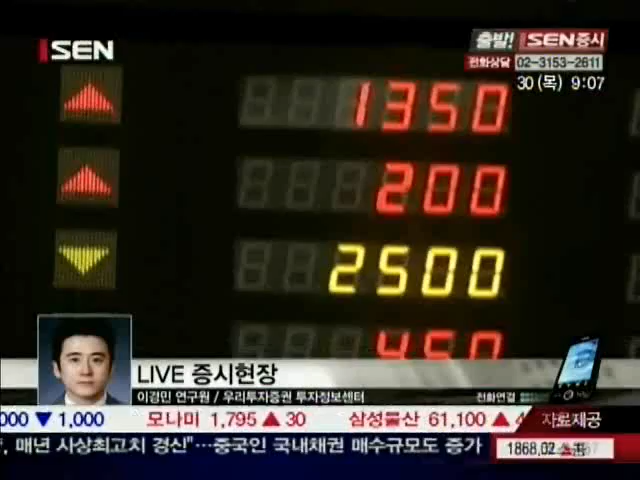 SEN
출발! SEN증시
전화상담 02-3153-2611
30 (목) 9:07
1350
200
2500
450
LIVE 증시현장
이경민 연구원 / 우리투자증권 투자정보센터
전화연결
000 ▼ 1,000 모나미 1,795 ▲ 30 삼성물산 61,100 ▲
자료제공
매년 사상최고치 경신"…중국인 국내채권 매수규모도 증가
1868.02